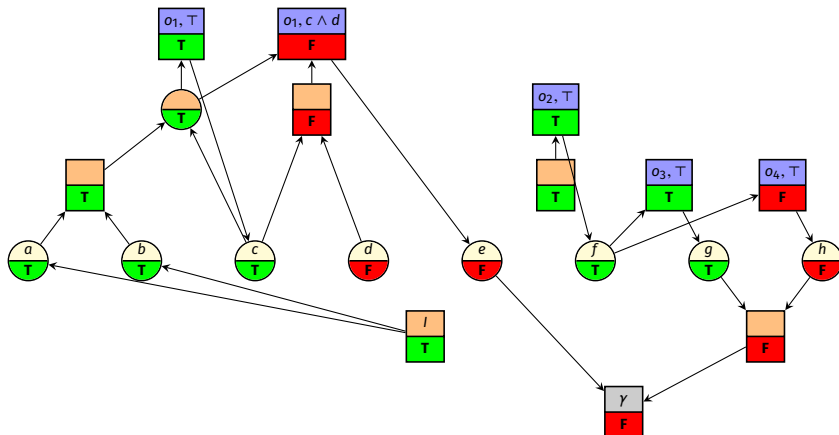 o₁, ⊤
T
o₁, c ∧ d
F
T
F
o₂, ⊤
T
T
T
o₃, ⊤
T
o₄, ⊤
F
a
T
b
T
c
T
d
F
e
F
f
T
g
T
h
F
I
T
F
γ
F